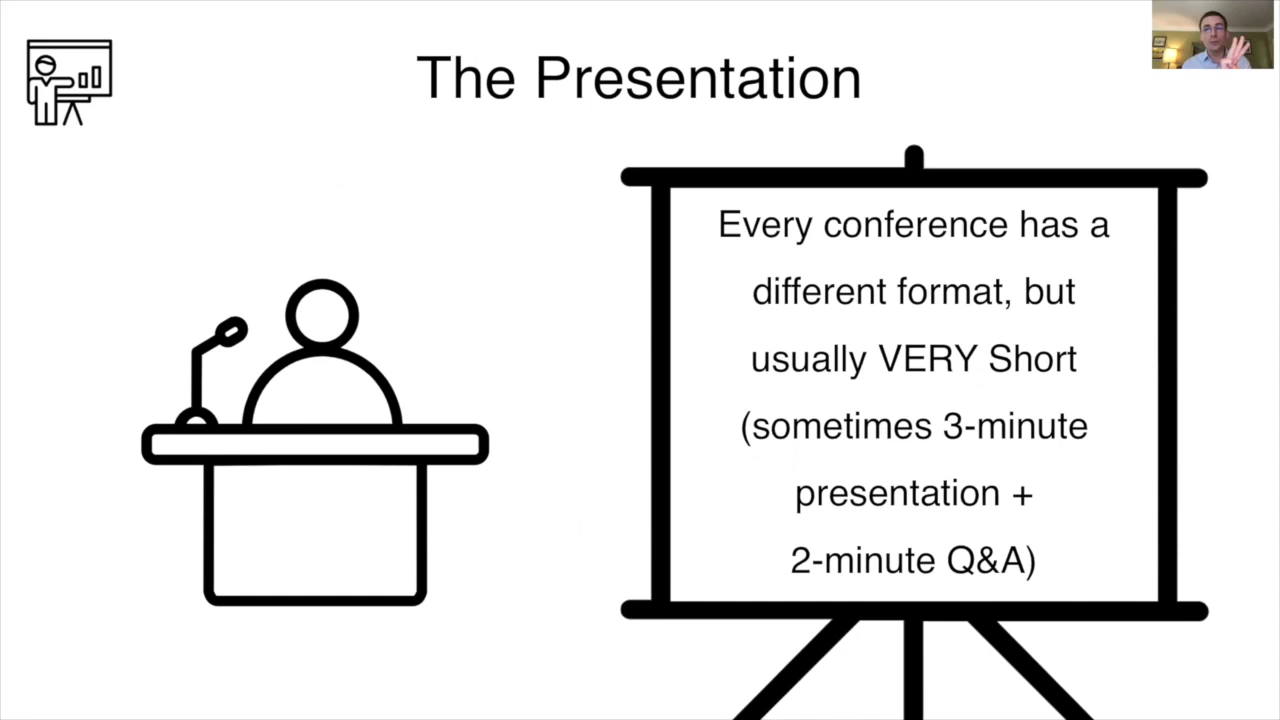 The Presentation
Every conference has a
different format, but
usually VERY Short
(sometimes 3-minute
presentation +
2-minute Q&A)